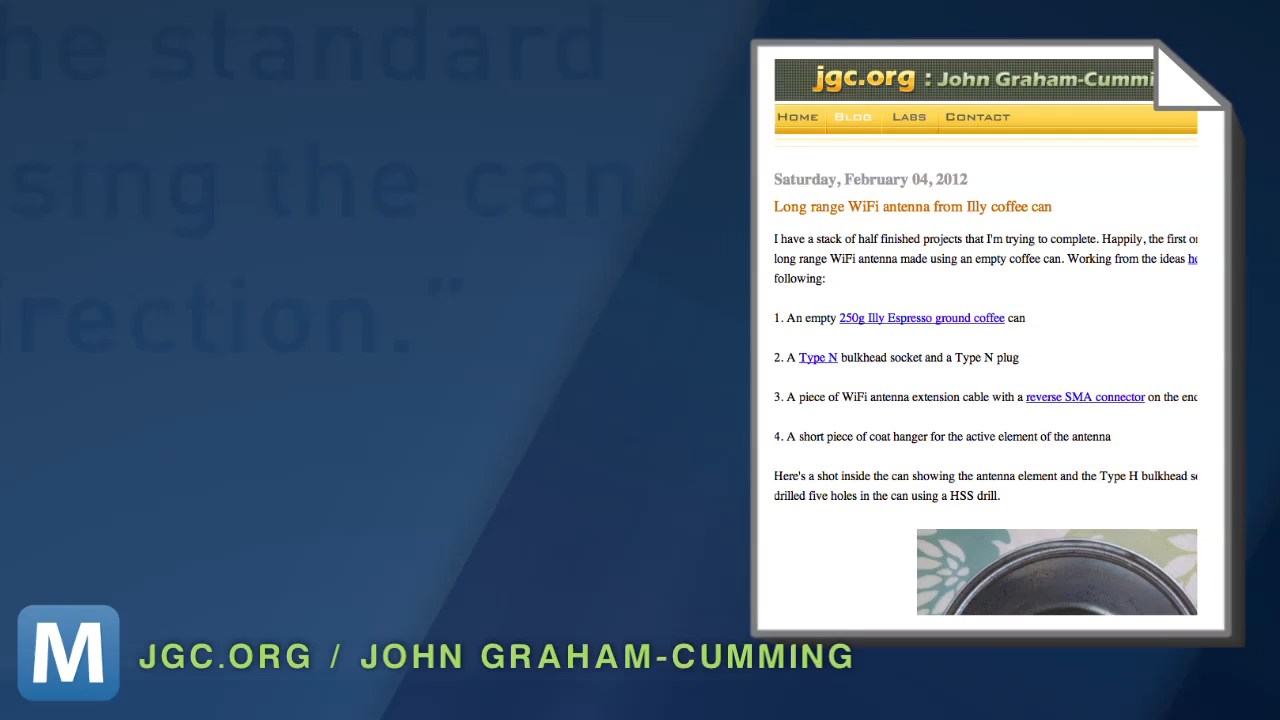 he standard
sing the can
irection.”
jgc.org : John Graham-Cummi
Home Blog Labs Contact
Saturday, February 04, 2012
Long range WiFi antenna from Illy coffee can
I have a stack of half finished projects that I'm trying to complete. Happily, the first
long range WiFi antenna made using an empty coffee can. Working from the ideas
following:
1. An empty 250g Illy Espresso ground coffee can
2. A Type N bulkhead socket and a Type N plug
3. A piece of WiFi antenna extension cable with a reverse SMA connector on the
4. A short piece of coat hanger for the active element of the antenna
Here's a shot inside the can showing the antenna element and the Type H bulkhead
drilled five holes in the can using a HSS drill.
M JGC.ORG / JOHN GRAHAM-CUMMING